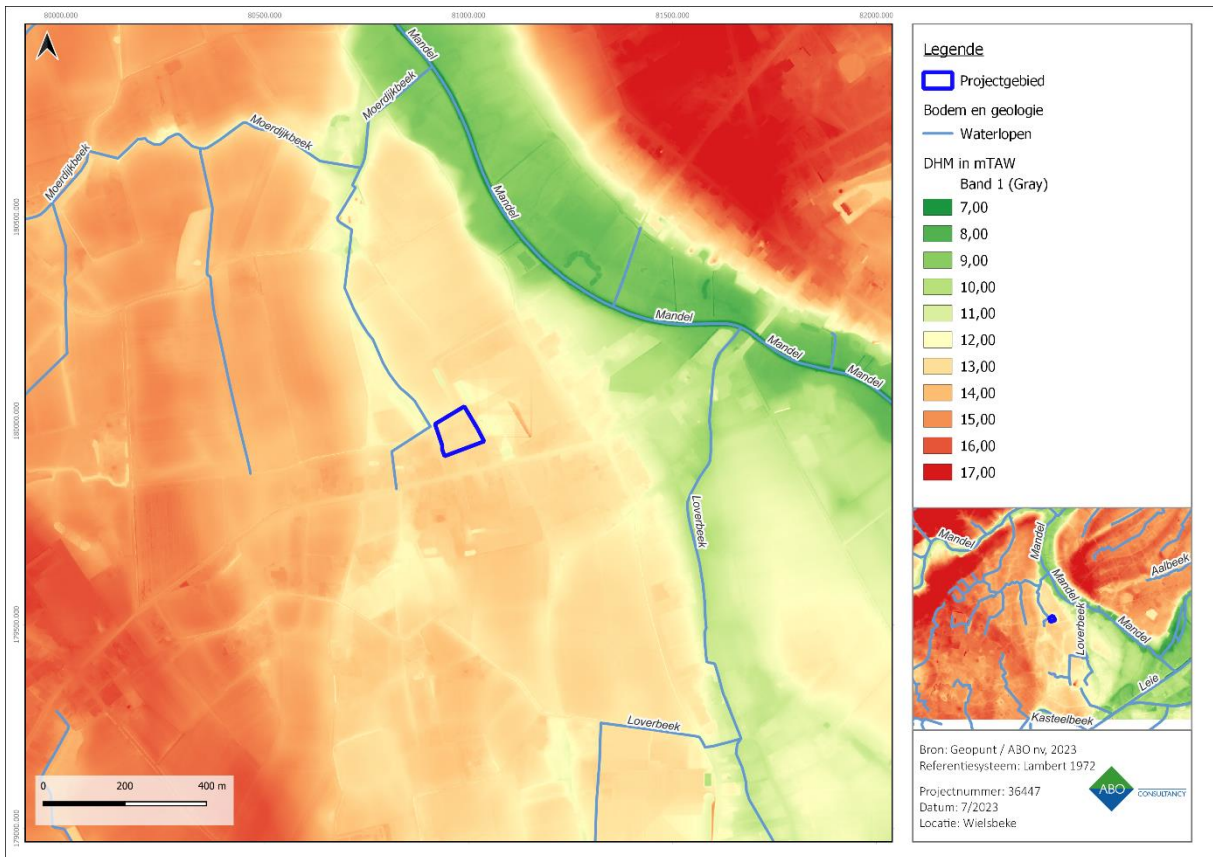 80000.000 80500.000 81000.000 81500.000 82000.000
180500.000
180000.000
179500.000
179000.000
Mandel
Moerdijkbeek
Moerdijkbeek
Moerdijkbeek
Mandel
Mandel
Mandel
Mandel
Loverbeek
Loverbeek
0 200 400 m
Legende
Projectgebied
Bodem en geologie
Waterlopen
DHM in mTAW
Band 1 (Gray)
7,00
8,00
9,00
10,00
11,00
12,00
13,00
14,00
15,00
16,00
17,00
Mandel
Mandel
Aalbeek
Mandel
Mandel
Loverbeek
Leie
Kasteelbeek
Bron: Geopunt / ABO nv, 2023
Referentiesysteem: Lambert 1972
Projectnummer: 36447
Datum: 7/2023
Locatie: Wielsbeke
ABO CONSULTANCY